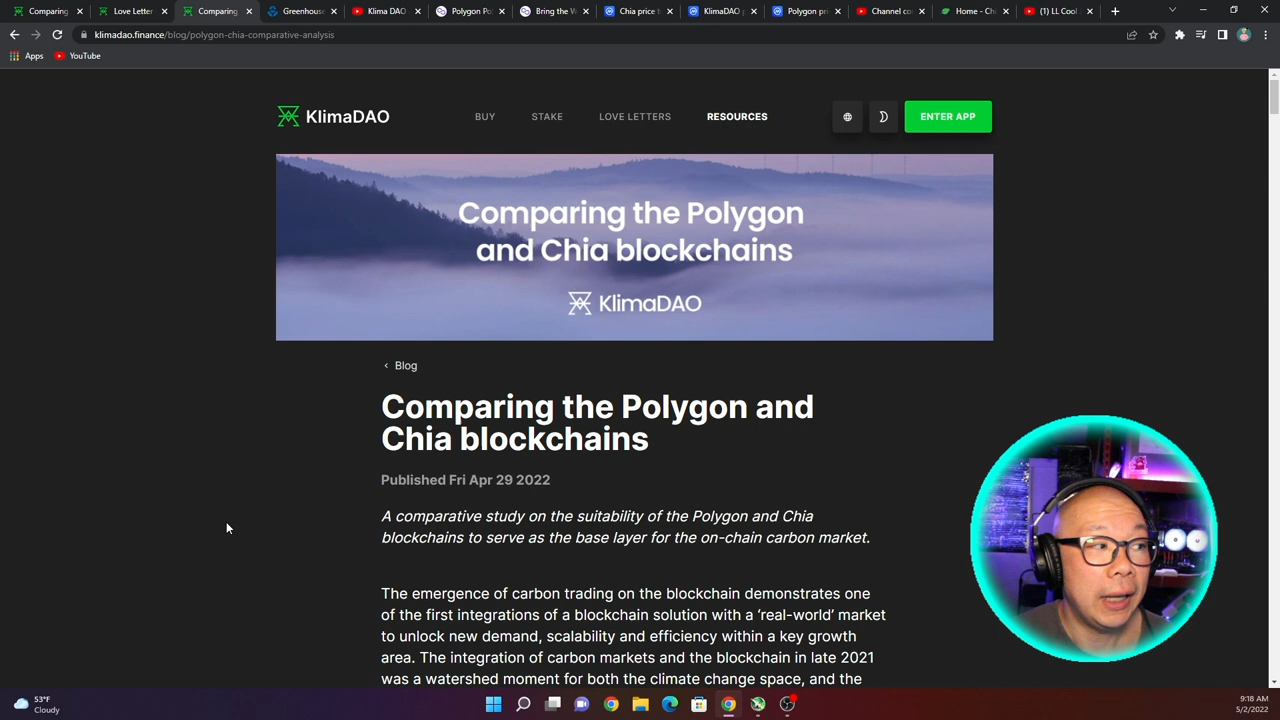 Comparing
Love Letter
Comparing
Greenhouse
Klima DAO
Polygon Po
Bring the W
Chia price t
KlimaDAO p
Polygon pri
Channel co
Home - Chi
(1) LL Cool
klimadao.finance/blog/polygon-chia-comparative-analysis
Apps
YouTube
KlimaDAO
BUY
STAKE
LOVE LETTERS
RESOURCES
ENTER APP
Comparing the Polygon
and Chia blockchains
KlimaDAO
Blog
Comparing the Polygon and
Chia blockchains
Published Fri Apr 29 2022
A comparative study on the suitability of the Polygon and Chia
blockchains to serve as the base layer for the on-chain carbon market.
The emergence of carbon trading on the blockchain demonstrates one
of the first integrations of a blockchain solution with a ‘real-world’ market
to unlock new demand, scalability and efficiency within a key growth
area. The integration of carbon markets and the blockchain in late 2021
was a watershed moment for both the climate change space, and the
53°F
Cloudy
9:18 AM
5/2/2022